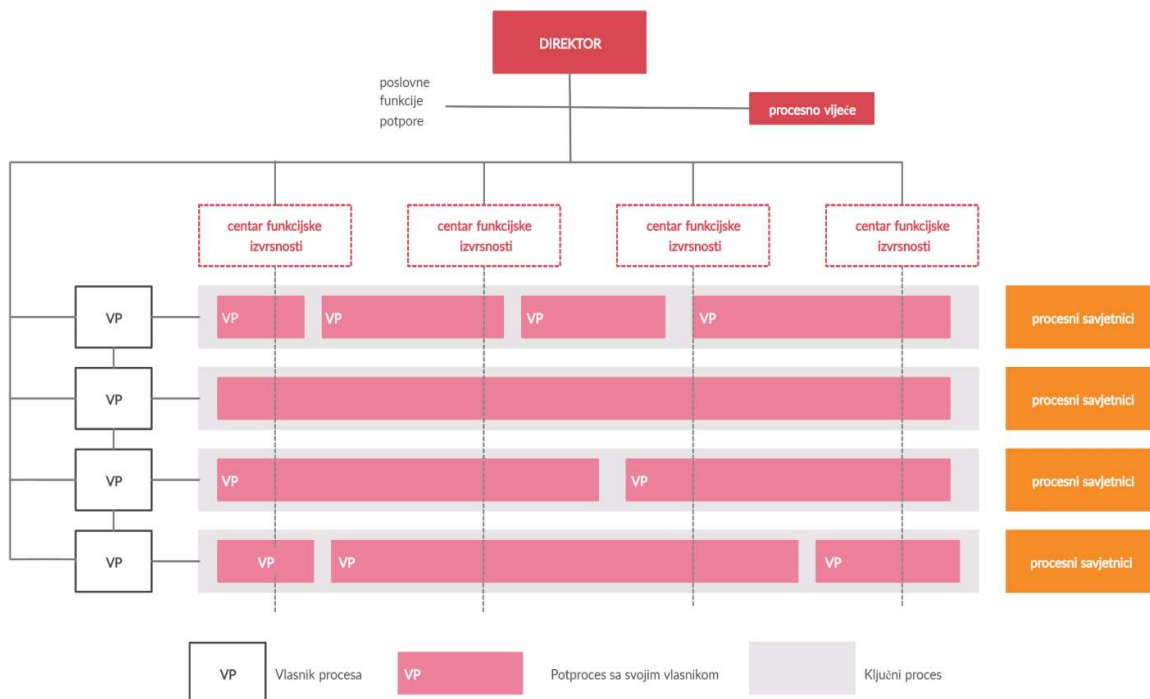 DIREKTOR
poslovne
funkcije
potpore
procesno vijeće
centar funkcijske
izvrsnosti
centar funkcijske
izvrsnosti
centar funkcijske
izvrsnosti
centar funkcijske
izvrsnosti
VP
VP
VP
VP
VP
procesni savjetnici
VP
procesni savjetnici
VP
VP
VP
procesni savjetnici
VP
VP
VP
VP
procesni savjetnici
VP
Vlasnik procesa
VP
Potproces sa svojim vlasnikom
Ključni proces